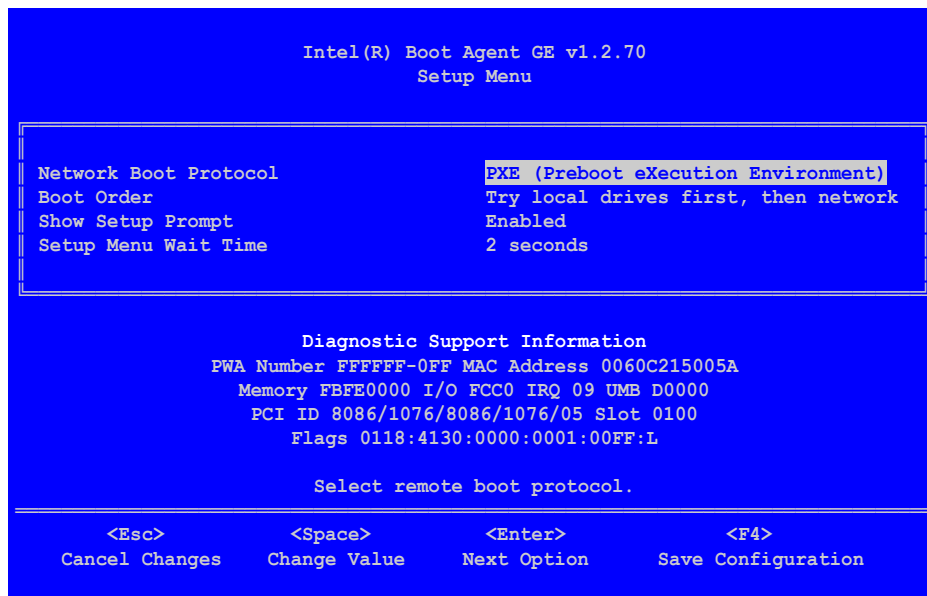 Intel(R) Boot Agent GE v1.2.70
Setup Menu
Network Boot Protocol PXE (Preboot eXecution Environment)
Boot Order Try local drives first, then network
Show Setup Prompt Enabled
Setup Menu Wait Time 2 seconds
Diagnostic Support Information
PWA Number FFFFFF-0FF MAC Address 0060C215005A
Memory FBFE0000 I/O FCC0 IRQ 09 UMB D0000
PCI ID 8086/1076/8086/1076/05 Slot 0100
Flags 0118:4130:0000:0001:00FF:L
Select remote boot protocol.
<Esc> <Space> <Enter> <F4>
Cancel Changes Change Value Next Option Save Configuration